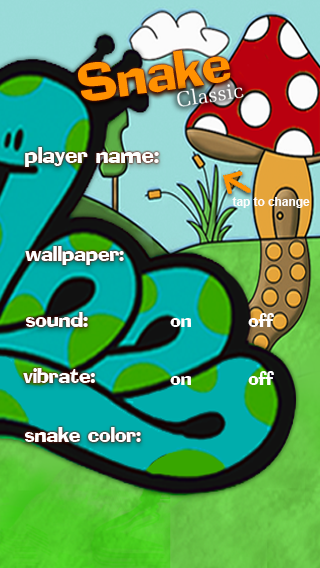 Snake
Classic
player name:
tap to change
wallpaper:
sound: on off
vibrate: on off
snake color: